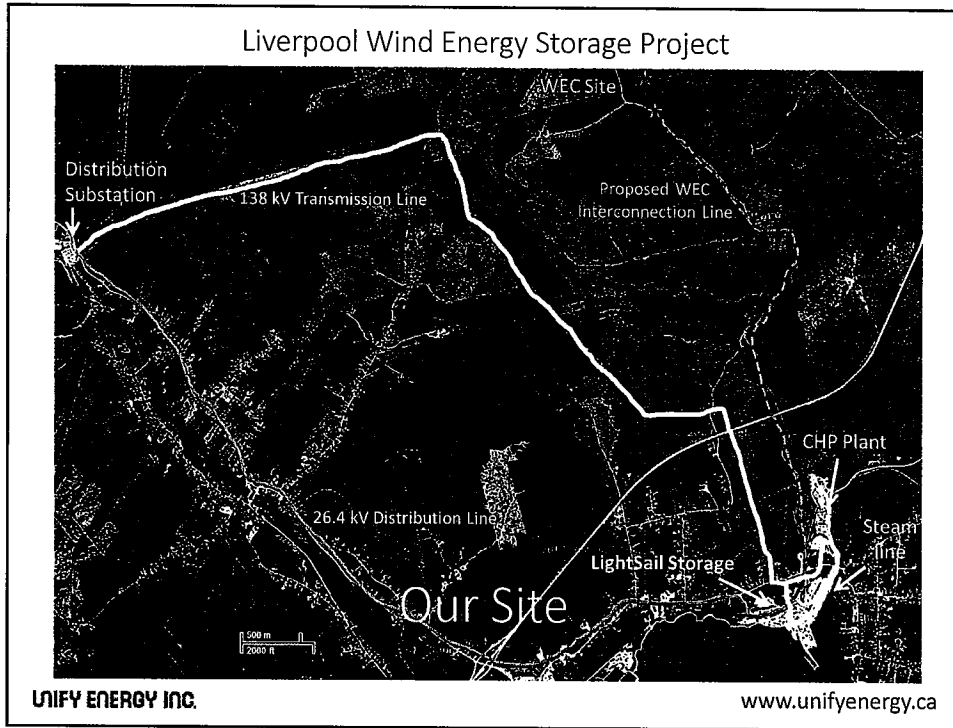 Liverpool Wind Energy Storage Project
WEC Site
Distribution
Substation
138 kV Transmission Line
Proposed WEC
Interconnection Line
CHP Plant
26.4 kV Distribution Line
Steam
line
LightSail Storage
Our Site
500 m
2000 ft
UNIFY ENERGY INC.
www.unifyenergy.ca